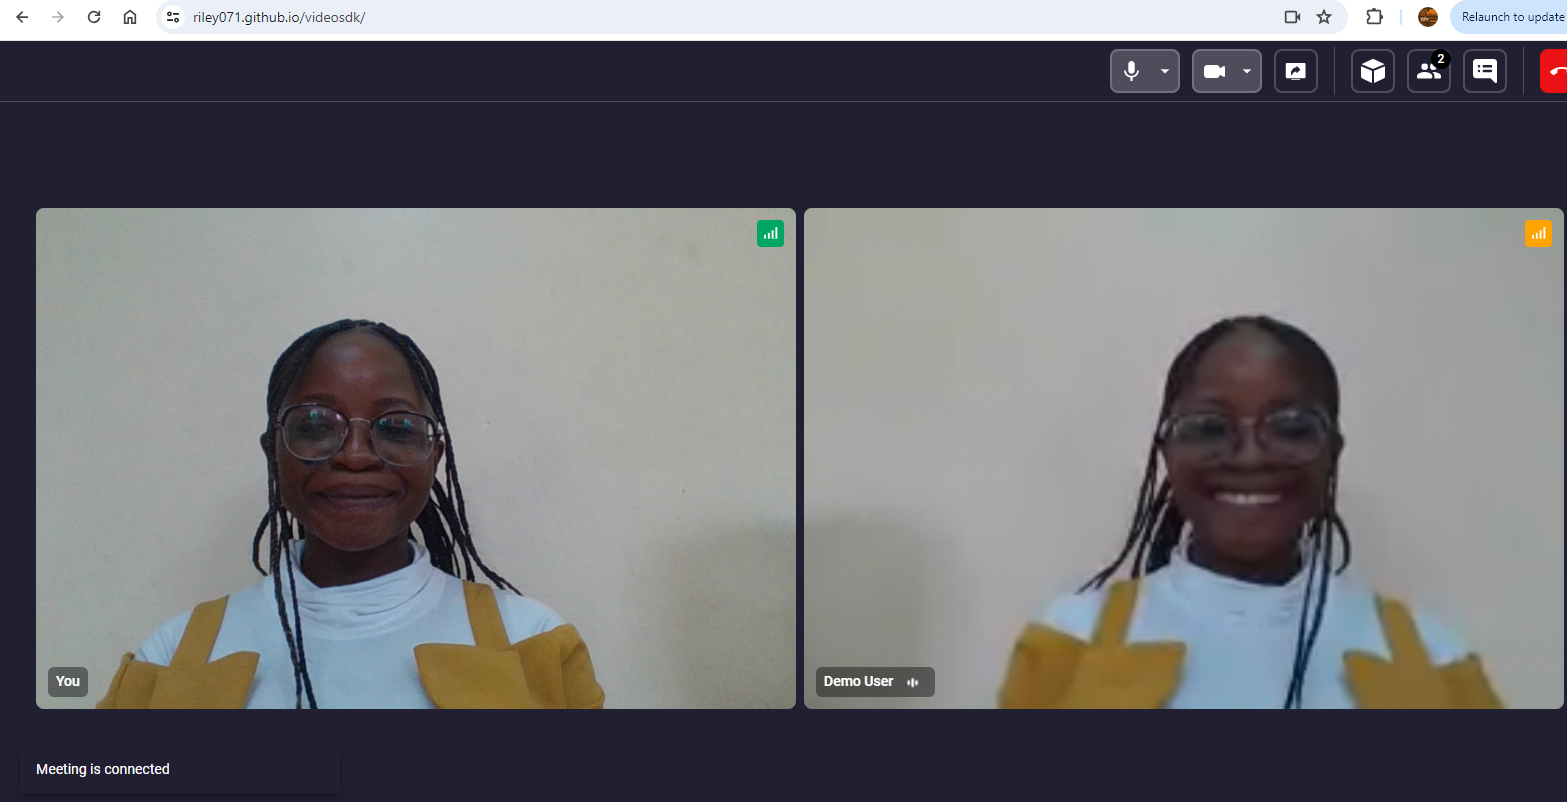 riley071.github.io/videosdk/
Relaunch to update
2
You
Demo User
Meeting is connected